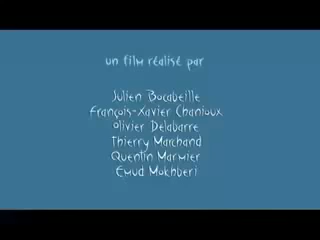 un film réalisé par
Julien Bocabeille
François-Xavier Chanioux
Olivier Delabarre
Thierry Marchand
Quentin Marmier
Emud Mokhberi